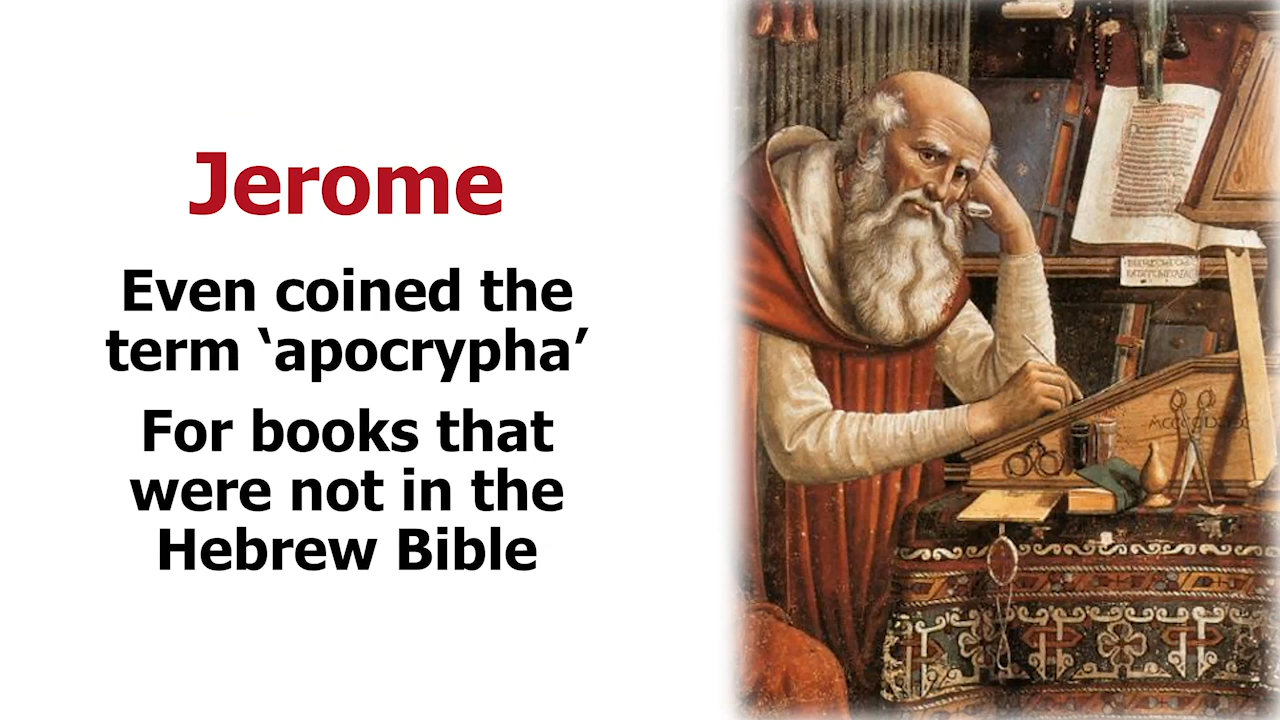 Jerome
Even coined the
term ‘apocrypha’
For books that
were not in the
Hebrew Bible